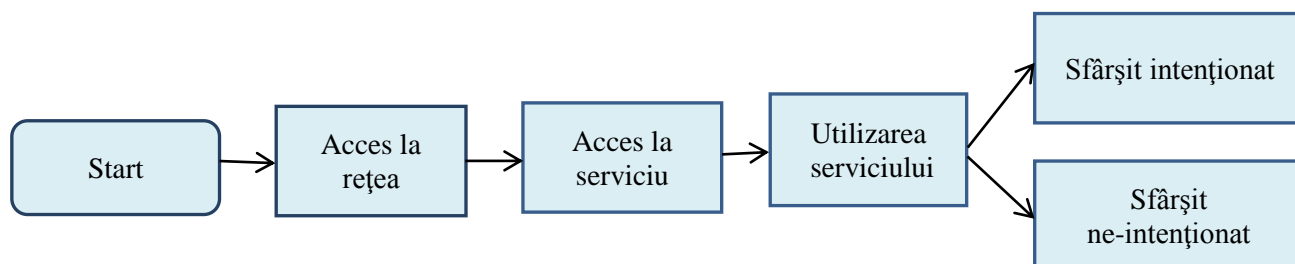 Start
Acces la
reţea
Acces la
serviciu
Utilizarea
serviciului
Sfârşit intenţionat
Sfârşit
ne-intenţionat